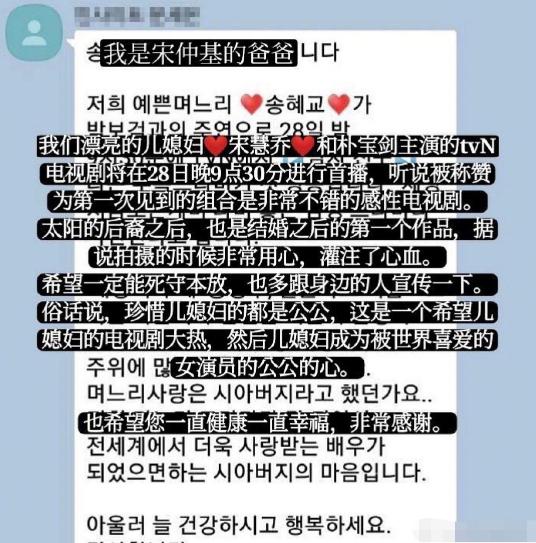 송 我是宋仲基的爸爸 니다
저희 예쁜며느리 ❤송혜교❤가
我们漂亮的儿媳妇❤宋慧乔❤和朴宝剑主演的tvN
电视剧将在28日晚9点30分进行首播，听说被称赞
为第一次见到的组合是非常不错的感性电视剧。
太阳的后裔之后，也是结婚之后的第一个作品，据
说拍摄的时候非常用心，灌注了心血。
希望一定能死守本放，也多跟身边的人宣传一下。
俗话说，珍惜儿媳妇的都是公公，这是一个希望儿
媳妇的电视剧大热，然后儿媳妇成为被世界喜爱的
주위에 많 女演员的公公的心。
며느리사랑은 시아버지라고 했던가요..
也希望您一直健康一直幸福，非常感谢。
전세계에서 더욱 사랑받는 배우가
되었으면하는 시아버지의 마음입니다.
아울러 늘 건강하시고 행복하세요.